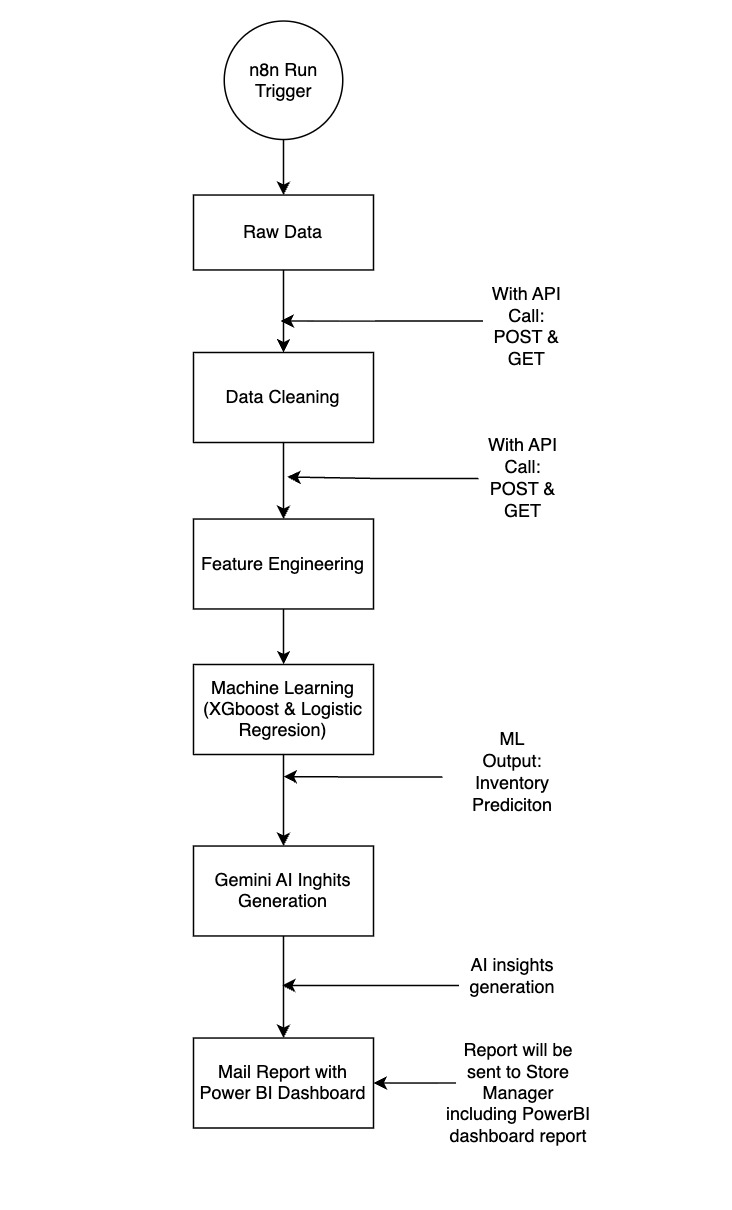 n8n Run
Trigger
Raw Data
With API
Call:
POST &
GET
Data Cleaning
With API
Call:
POST &
GET
Feature Engineering
Machine Learning
(XGboost & Logistic
Regresion)
ML
Output:
Inventory
Prediciton
Gemini AI Inghits
Generation
AI insights
generation
Mail Report with
Power BI Dashboard
Report will be
sent to Store
Manager
including PowerBI
dashboard report